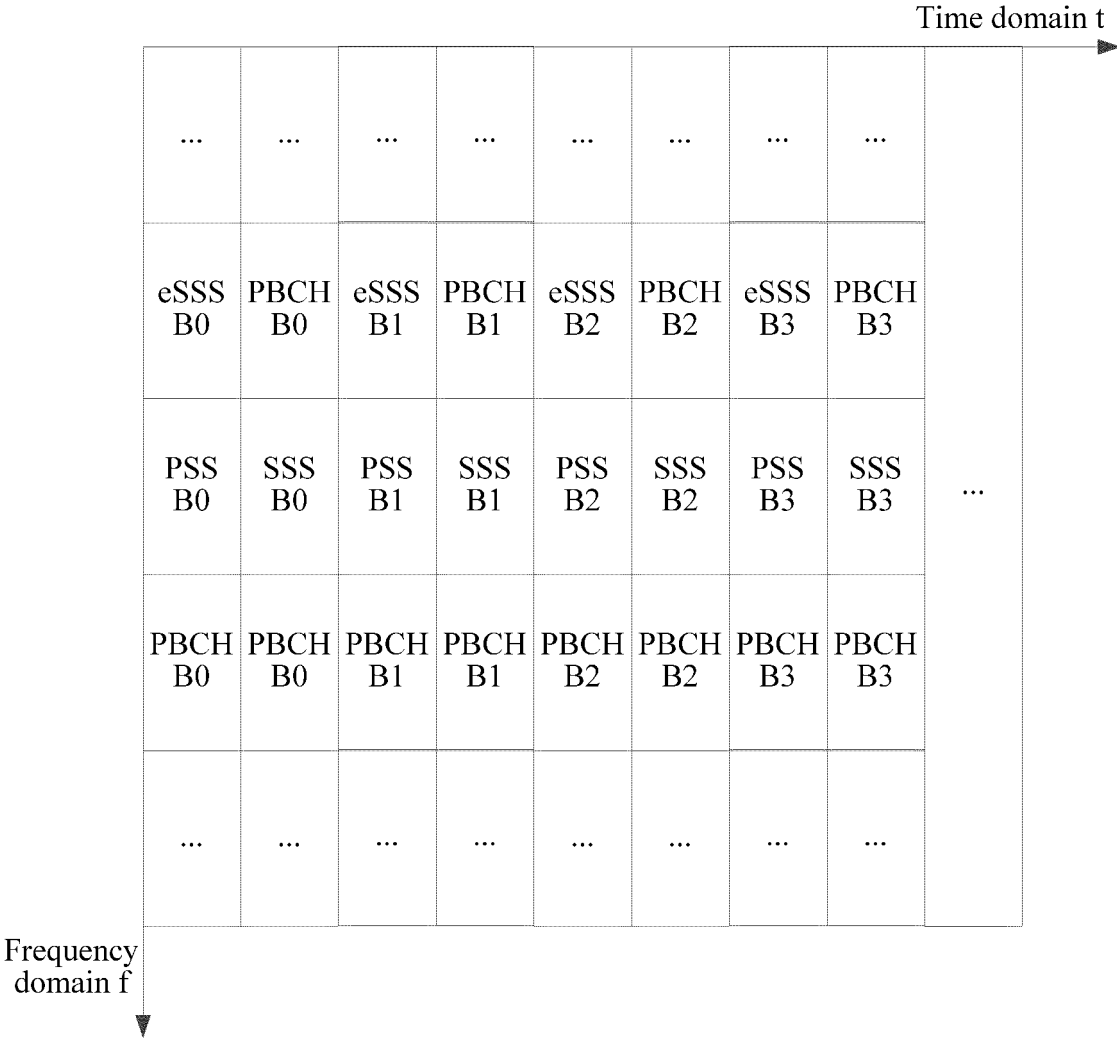 Time domain t
... ... ... ... ... ... ... ...
eSSS PBCH eSSS PBCH eSSS PBCH eSSS PBCH
B0 B0 B1 B1 B2 B2 B3 B3
PSS SSS PSS SSS PSS SSS PSS SSS
B0 B0 B1 B1 B2 B2 B3 B3
...
PBCH PBCH PBCH PBCH PBCH PBCH PBCH PBCH
B0 B0 B1 B1 B2 B2 B3 B3
... ... ... ... ... ... ... ...
Frequency
domain f